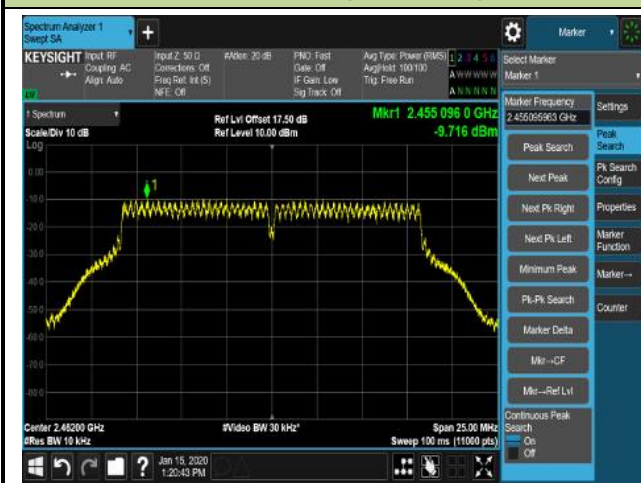 Spectrum Analyzer 1
Swept SA
Marker
KEYSIGHT
Input: RF
Coupling: AC
Align: Auto
Input Z: 50 Ω
Corrections: Off
Freq Ref: Int (S)
NFE: Off
#Atten: 20 dB
PNO: Fast
Gate: Off
IF Gain: Low
Sig Track: Off
Avg Type: Power (RMS)
Avg|Hold: 100/100
Trig: Free Run
1 2 3 4 5 6
A W W W W W
A N N N N N
Select Marker
Marker 1
1 Spectrum
Scale/Div 10 dB
Log
Ref Lvl Offset 17.50 dB
Ref Level 10.00 dBm
Mkr1 2.455 096 0 GHz
-9.716 dBm
0.00
-10.0
-20.0
-30.0
-40.0
-50.0
-70.0
-80.0
1
Center 2.46200 GHz
#Res BW 10 kHz
#Video BW 30 kHz*
Span 25.00 MHz
Sweep 100 ms (11000 pts)
Marker Frequency
2.455095963 GHz
Peak Search
Next Peak
Next Pk Right
Next Pk Left
Minimum Peak
Pk-Pk Search
Marker Delta
Mkr→CF
Mkr→Ref Lvl
Continuous Peak
Search
On
Off
Settings
Peak
Search
Pk Search
Config
Properties
Marker
Function
Marker→
Counter
Jan 15, 2020
1:20:43 PM